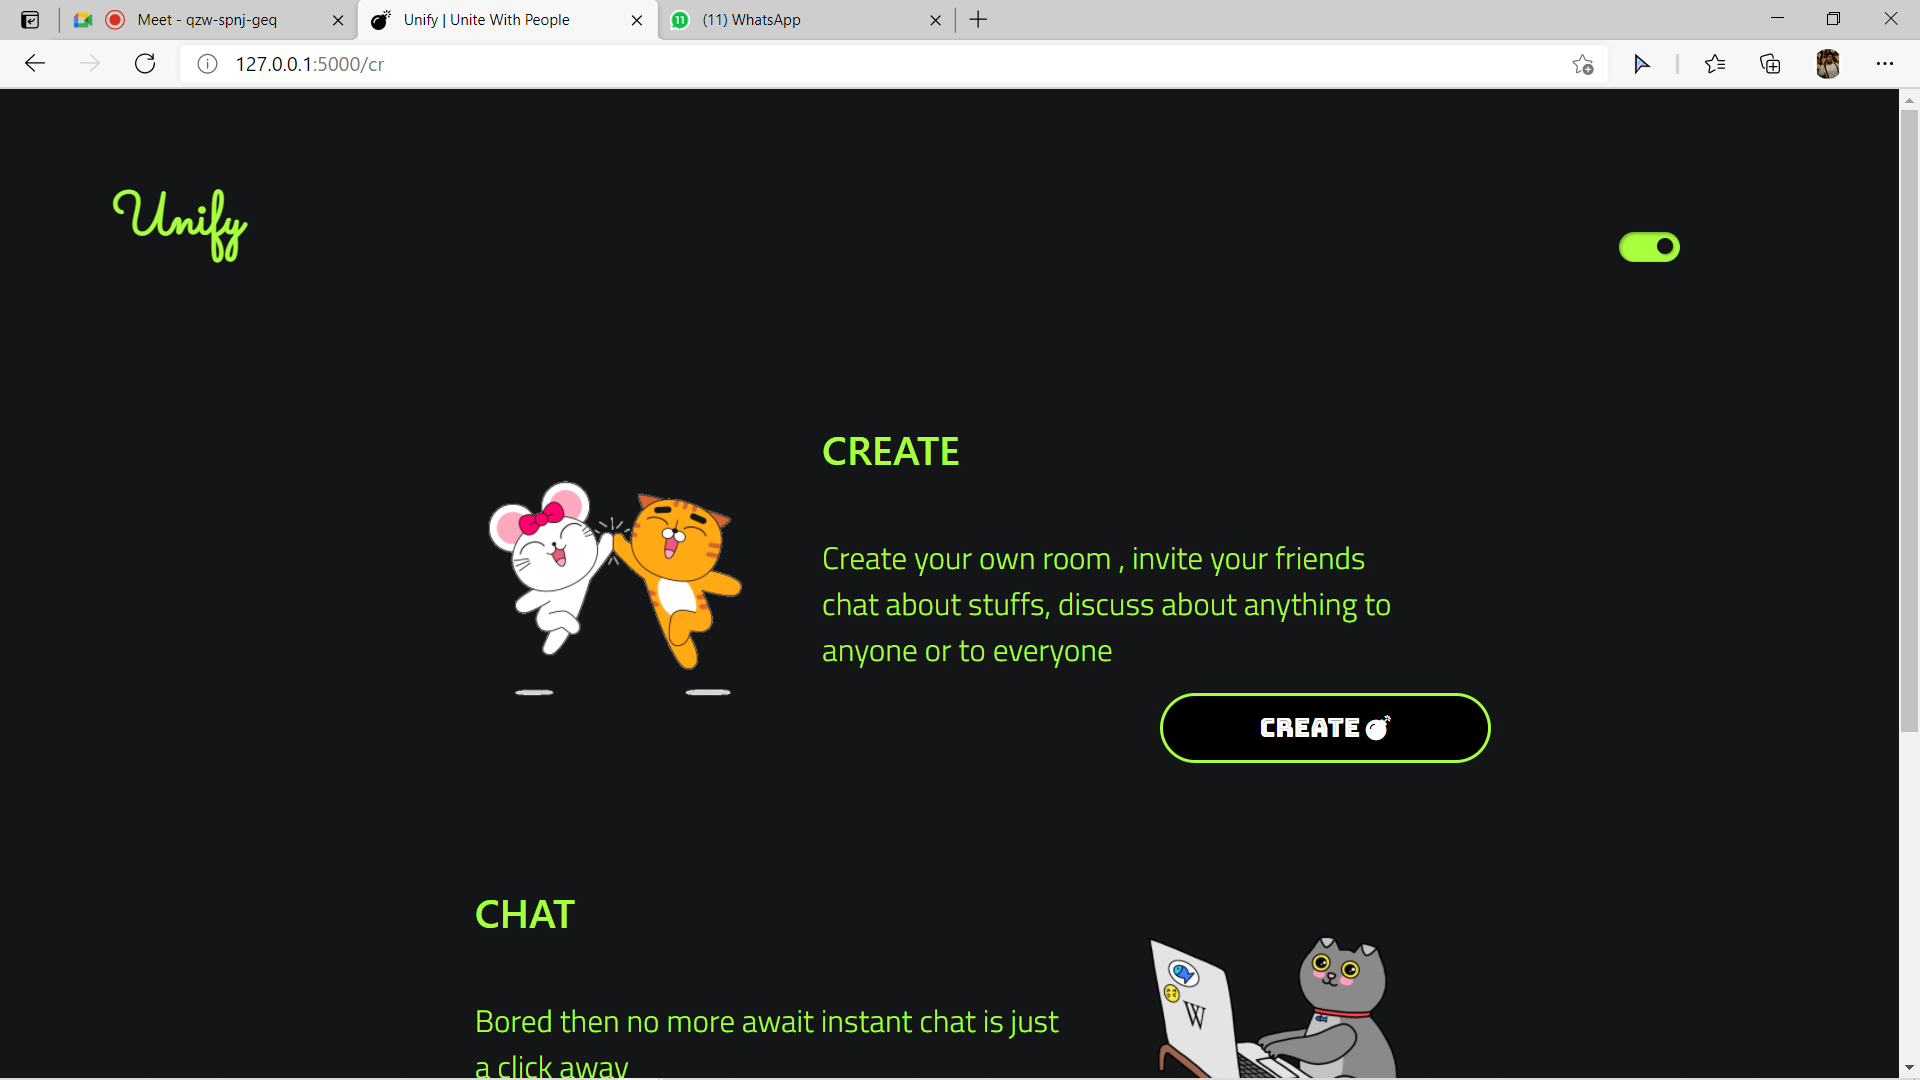 Meet - qzw-spnj-geq
Unify | Unite With People
11
(11) WhatsApp
127.0.0.1:5000/cr
Unify
CREATE
Create your own room , invite your friends
chat about stuffs, discuss about anything to
anyone or to everyone
CREATE
CHAT
Bored then no more await instant chat is just
a click away
W